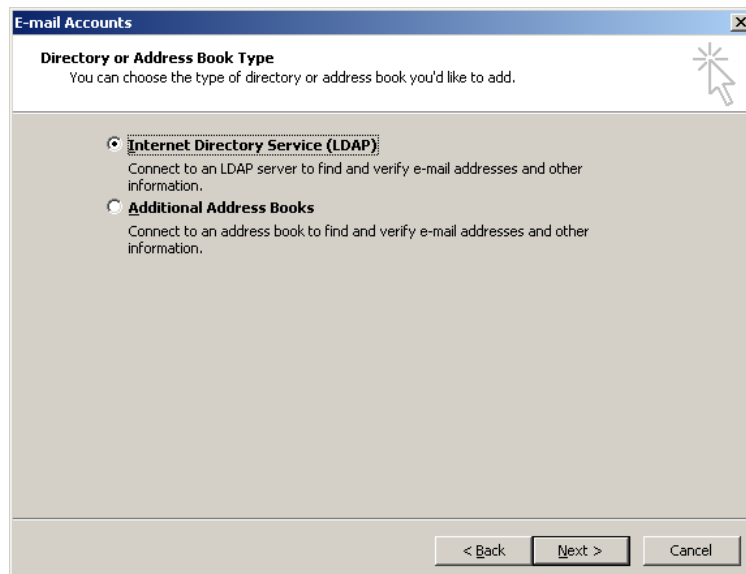 E-mail Accounts
Directory or Address Book Type
You can choose the type of directory or address book you'd like to add.
Internet Directory Service (LDAP)
Connect to an LDAP server to find and verify e-mail addresses and other
information.
Additional Address Books
Connect to an address book to find and verify e-mail addresses and other
information.
< Back Next > Cancel